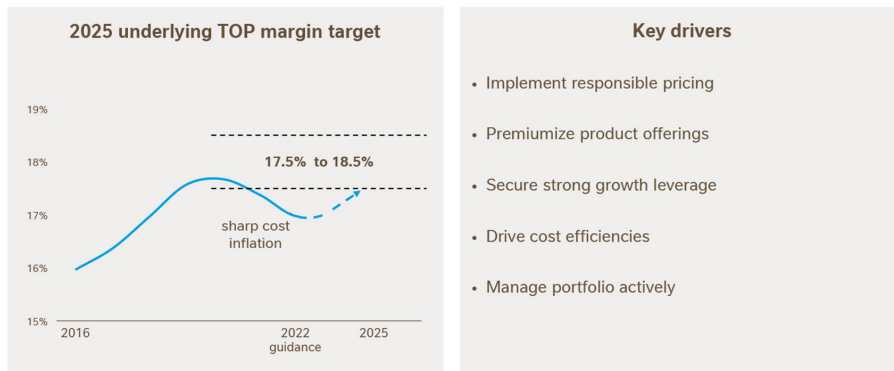 2025 underlying TOP margin target
19%
18%
17%
16%
15%
17.5% to 18.5%
sharp cost
inflation
2016
2022
guidance
2025
Key drivers
• Implement responsible pricing
• Premiumize product offerings
• Secure strong growth leverage
• Drive cost efficiencies
• Manage portfolio actively